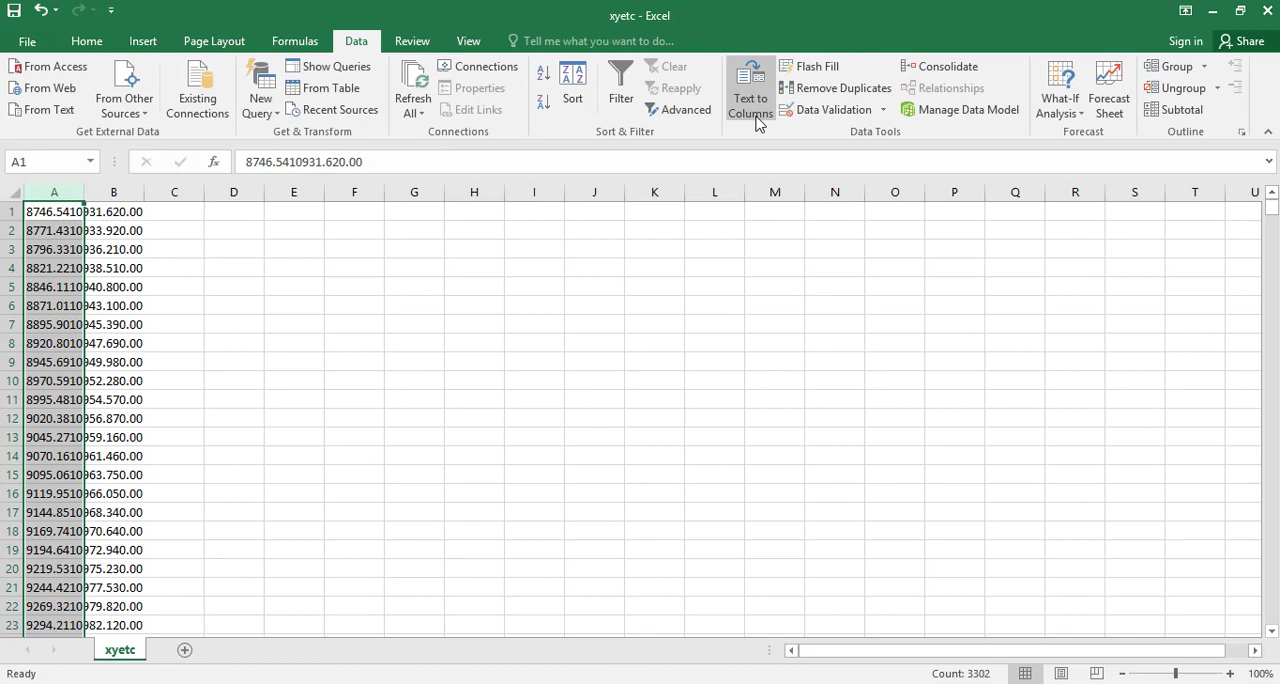 xyetc - Excel
File Home Insert Page Layout Formulas Data Review View Tell me what you want to do... Sign in Share
From Access
From Web
From Text
From Other Sources
Existing Connections
Get External Data
New Query
Show Queries
From Table
Recent Sources
Get & Transform
Refresh All
Connections
Properties
Edit Links
Connections
Sort
Filter
Clear
Reapply
Advanced
Sort & Filter
Text to Columns
Flash Fill
Remove Duplicates
Data Validation
Consolidate
Relationships
Manage Data Model
Data Tools
What-If Analysis
Forecast Sheet
Forecast
Group
Ungroup
Subtotal
Outline
A1 fx 8746.5410931.620.00
A B C D E F G H I J K L M N O P Q R S T U
1 8746.5410931.620.00
2 8771.4310933.920.00
3 8796.3310936.210.00
4 8821.2210938.510.00
5 8846.1110940.800.00
6 8871.0110943.100.00
7 8895.9010945.390.00
8 8920.8010947.690.00
9 8945.6910949.980.00
10 8970.5910952.280.00
11 8995.4810954.570.00
12 9020.3810956.870.00
13 9045.2710959.160.00
14 9070.1610961.460.00
15 9095.0610963.750.00
16 9119.9510966.050.00
17 9144.8510968.340.00
18 9169.7410970.640.00
19 9194.6410972.940.00
20 9219.5310975.230.00
21 9244.4210977.530.00
22 9269.3210979.820.00
23 9294.2110982.120.00
xyetc
Ready Count: 3302 100%